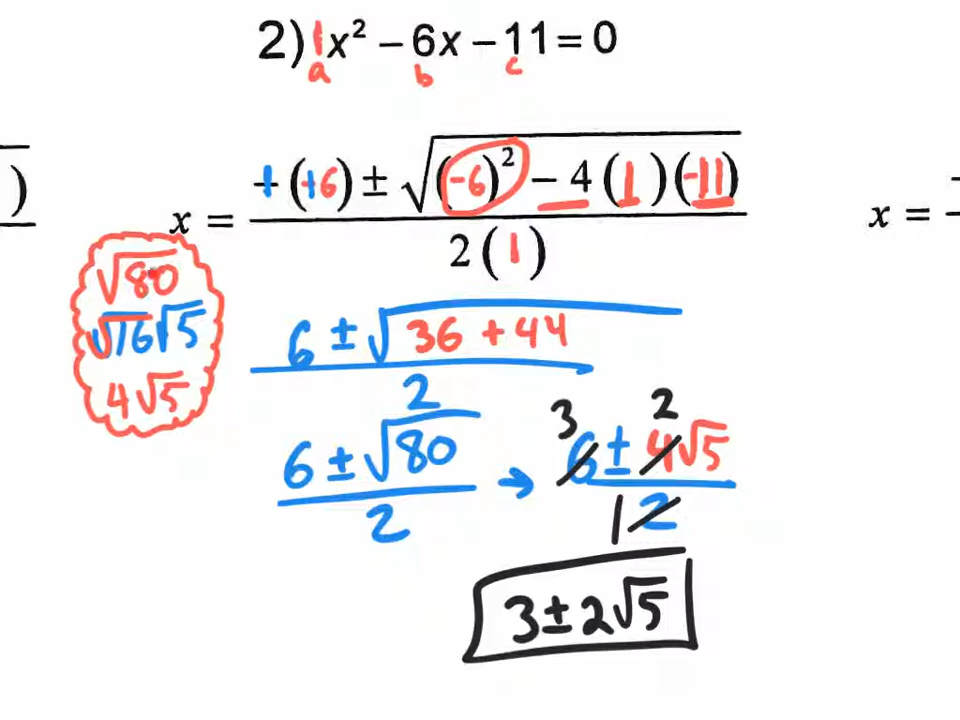 2) 1x² − 6x − 11 = 0
a b c
)
x = (+ (+6) ± √((-6)² − 4(1)(-11))) / 2(1)
x =
√80
√16√5
4√5
(6 ± √(36 + 44)) / 2
(6 ± √80) / 2 → (6 ± 4√5) / 2
3 2
1
3 ± 2√5